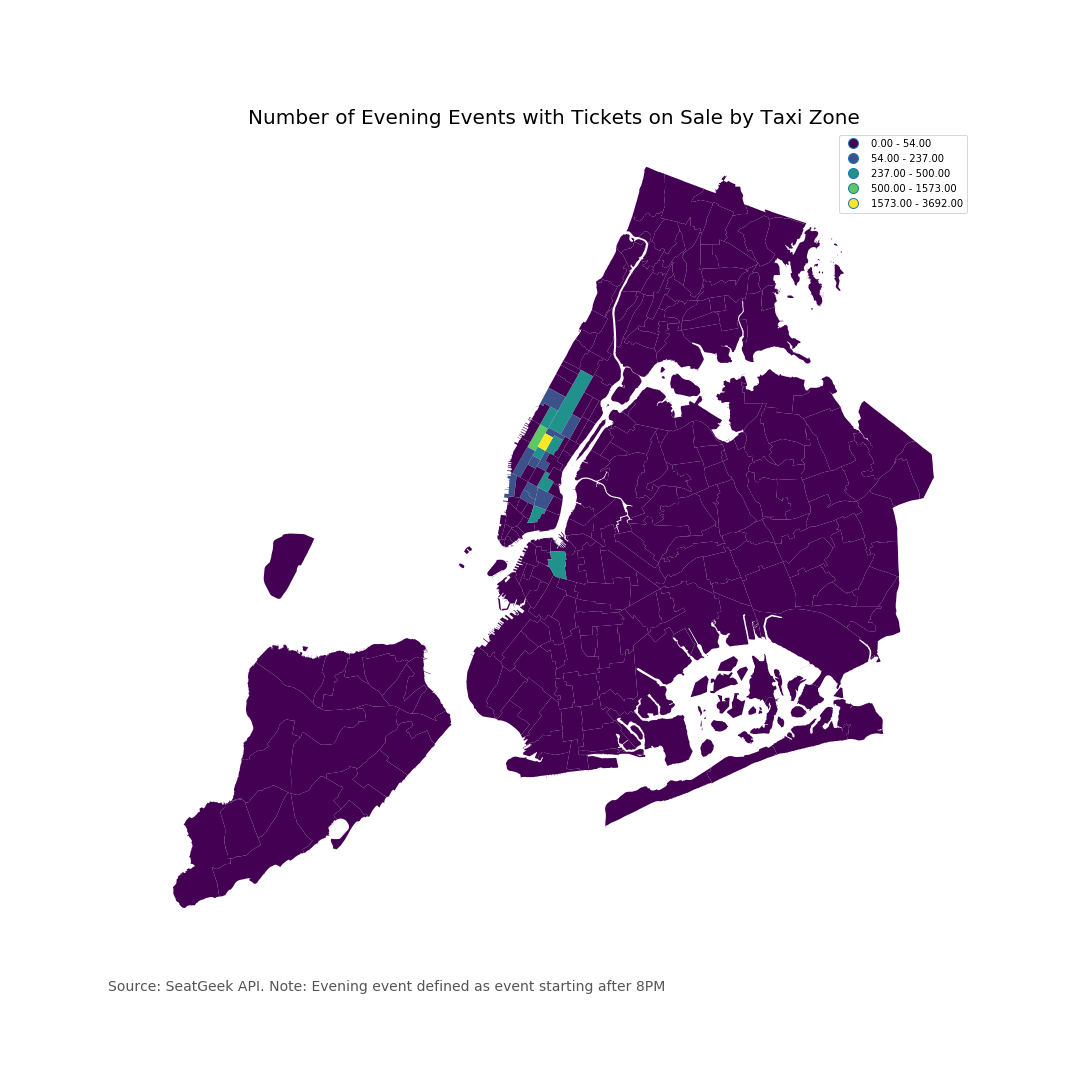 Number of Evening Events with Tickets on Sale by Taxi Zone
0.00 - 54.00
54.00 - 237.00
237.00 - 500.00
500.00 - 1573.00
1573.00 - 3692.00
Source: SeatGeek API. Note: Evening event defined as event starting after 8PM